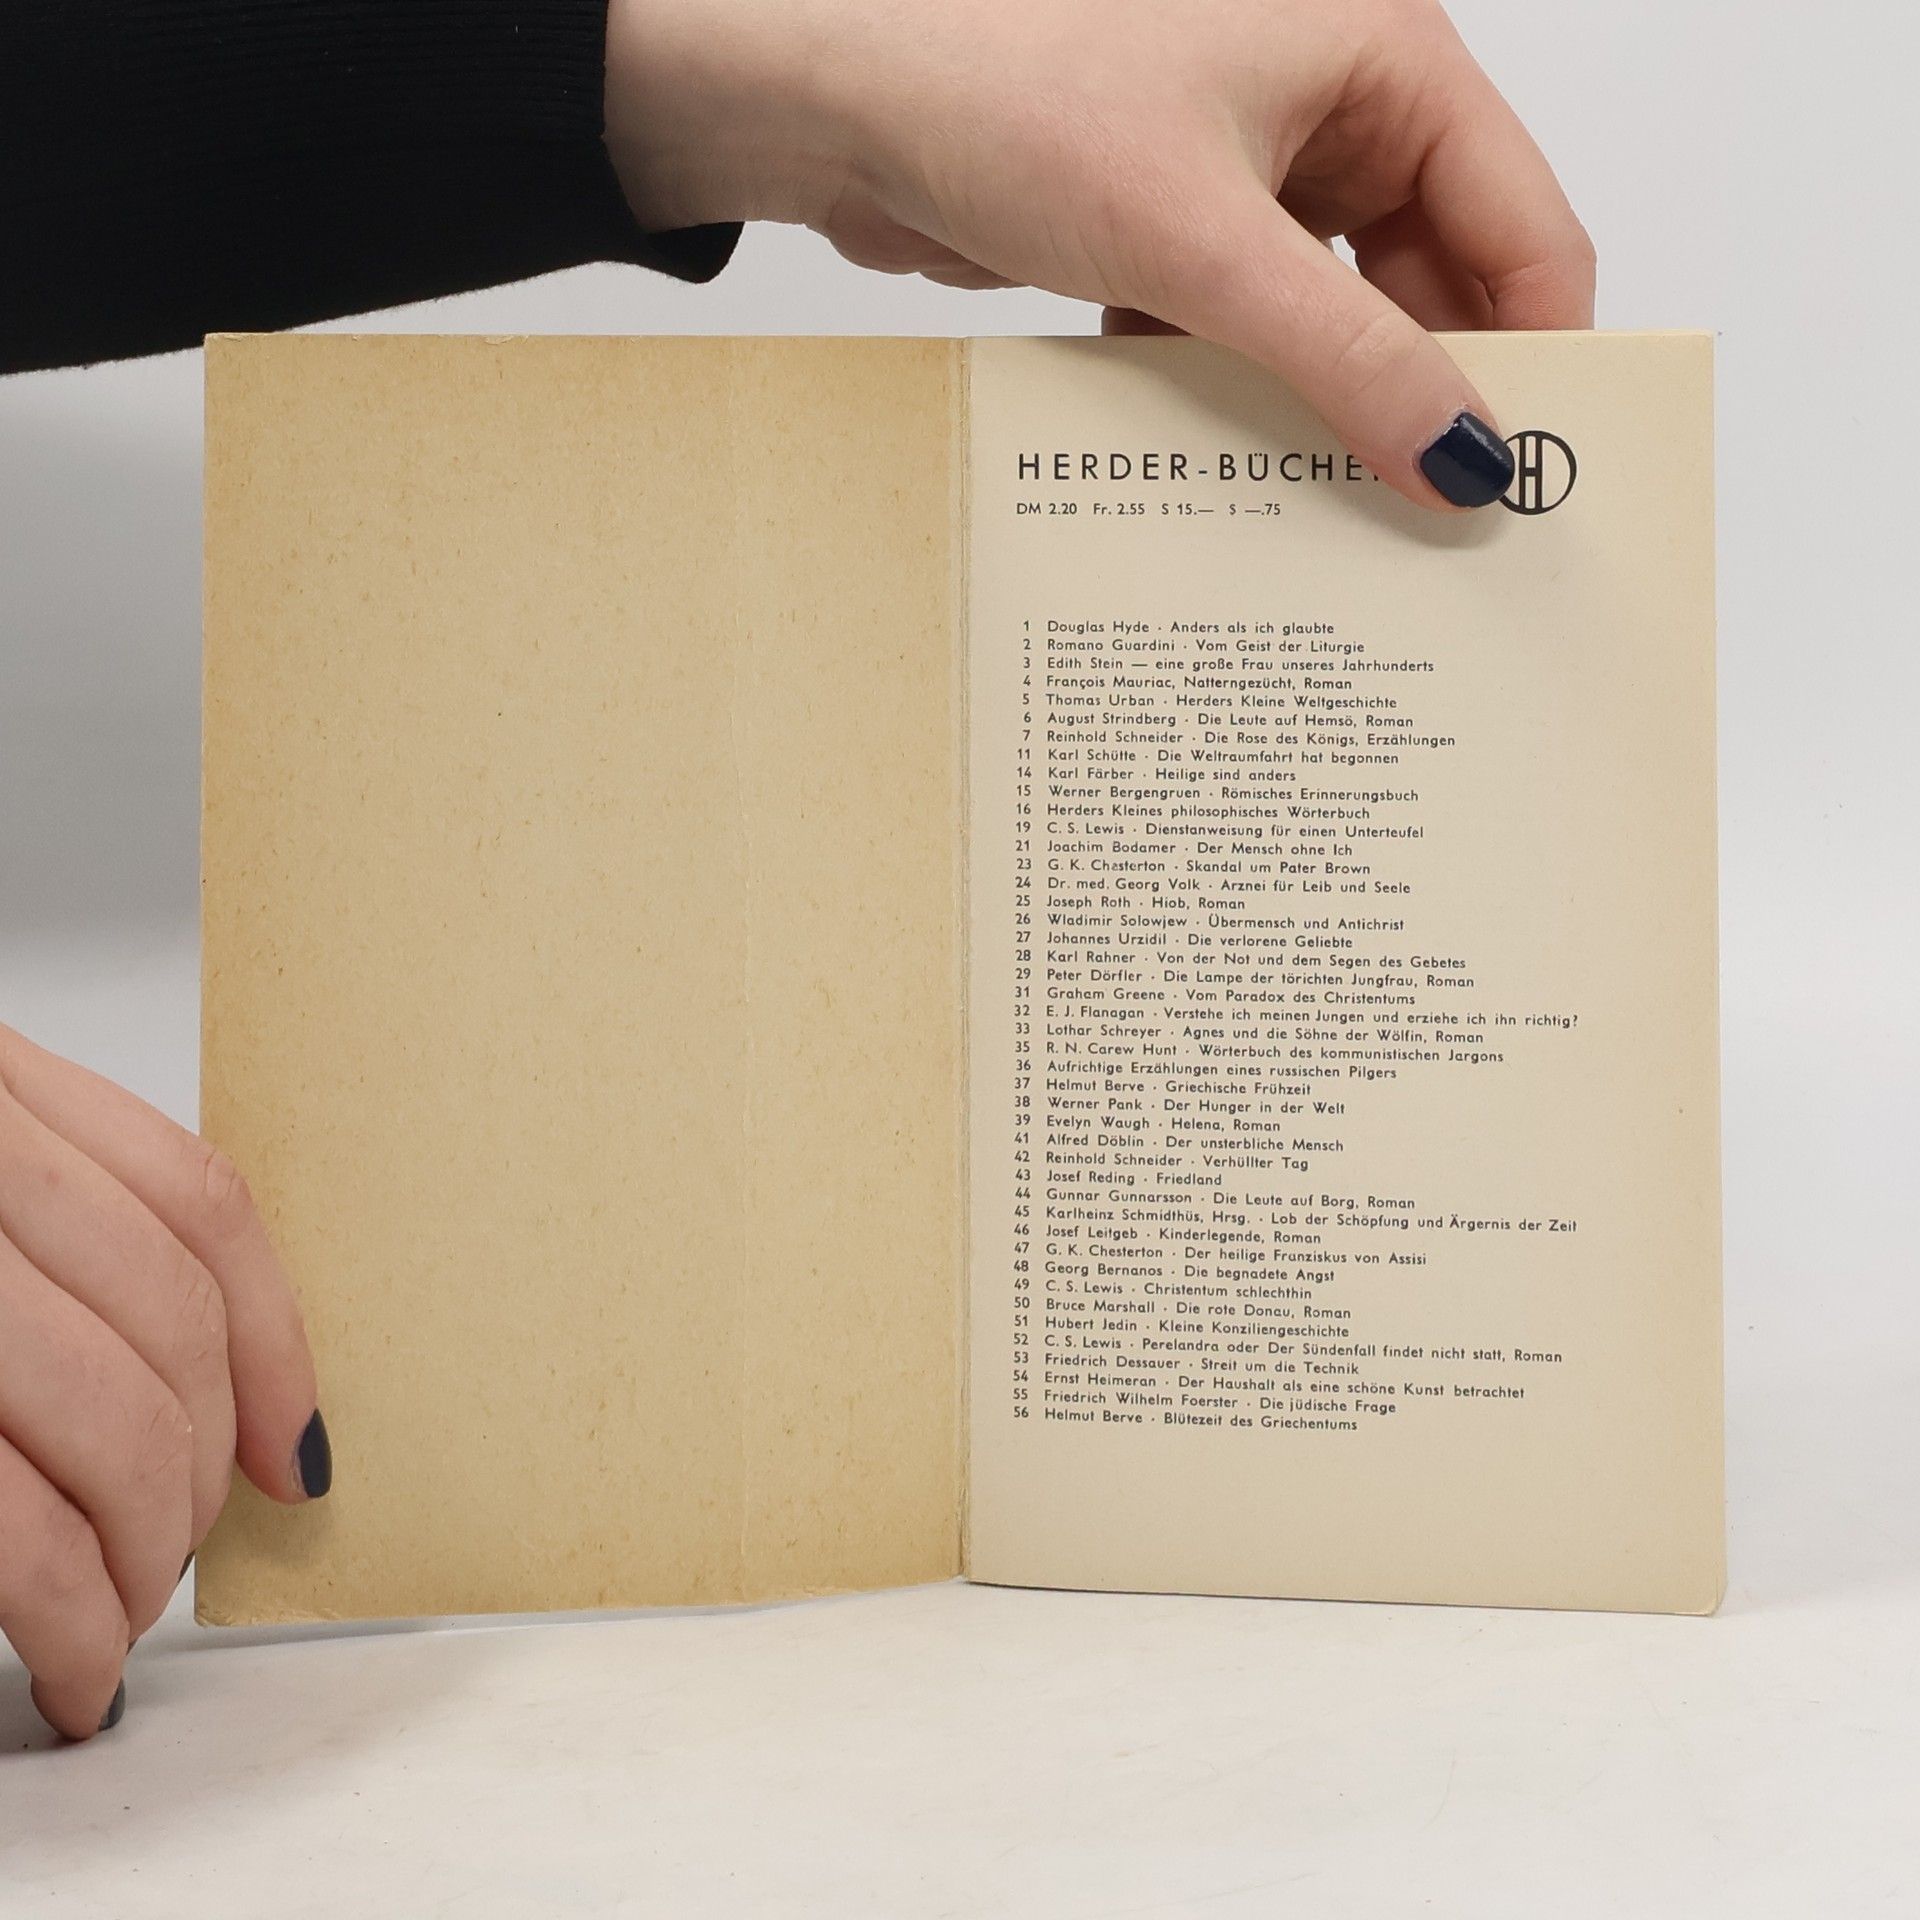 HERDER-BÜCHE
DM 2.20 Fr. 2.55 S 15.— $ —.75
1 Douglas Hyde · Anders als ich glaubte
2 Romano Guardini · Vom Geist der Liturgie
3 Edith Stein — eine große Frau unseres Jahrhunderts
4 François Mauriac, Natterngezücht, Roman
5 Thomas Urban · Herders Kleine Weltgeschichte
6 August Strindberg · Die Leute auf Hemsö, Roman
7 Reinhold Schneider · Die Rose des Königs, Erzählungen
11 Karl Schütte · Die Weltraumfahrt hat begonnen
14 Karl Färber · Heilige sind anders
15 Werner Bergengruen · Römisches Erinnerungsbuch
16 Herders Kleines philosophisches Wörterbuch
19 C. S. Lewis · Dienstanweisung für einen Unterteufel
21 Joachim Bodamer · Der Mensch ohne Ich
23 G. K. Chesterton · Skandal um Pater Brown
24 Dr. med. Georg Volk · Arznei für Leib und Seele
25 Joseph Roth · Hiob, Roman
26 Wladimir Solowjew · Übermensch und Antichrist
27 Johannes Urzidil · Die verlorene Geliebte
28 Karl Rahner · Von der Not und dem Segen des Gebetes
29 Peter Dörfler · Die Lampe der törichten Jungfrau, Roman
31 Graham Greene · Vom Paradox des Christentums
32 E. J. Flanagan · Verstehe ich meinen Jungen und erziehe ich ihn richtig?
33 Lothar Schreyer · Agnes und die Söhne der Wölfin, Roman
35 R. N. Carew Hunt · Wörterbuch des kommunistischen Jargons
36 Aufrichtige Erzählungen eines russischen Pilgers
37 Helmut Berve · Griechische Frühzeit
38 Werner Pank · Der Hunger in der Welt
39 Evelyn Waugh · Helena, Roman
41 Alfred Döblin · Der unsterbliche Mensch
42 Reinhold Schneider · Verhüllter Tag
43 Josef Reding · Friedland
44 Gunnar Gunnarsson · Die Leute auf Borg, Roman
45 Karlheinz Schmidthüs, Hrsg. · Lob der Schöpfung und Ärgernis der Zeit
46 Josef Leitgeb · Kinderlegende, Roman
47 G. K. Chesterton · Der heilige Franziskus von Assisi
48 Georg Bernanos · Die begnadete Angst
49 C. S. Lewis · Christentum schlechthin
50 Bruce Marshall · Die rote Donau, Roman
51 Hubert Jedin · Kleine Konziliengeschichte
52 C. S. Lewis · Perelandra oder Der Sündenfall findet nicht statt, Roman
53 Friedrich Dessauer · Streit um die Technik
54 Ernst Heimeran · Der Haushalt als eine schöne Kunst betrachtet
55 Friedrich Wilhelm Foerster · Die jüdische Frage
56 Helmut Berve · Blütezeit des Griechentums